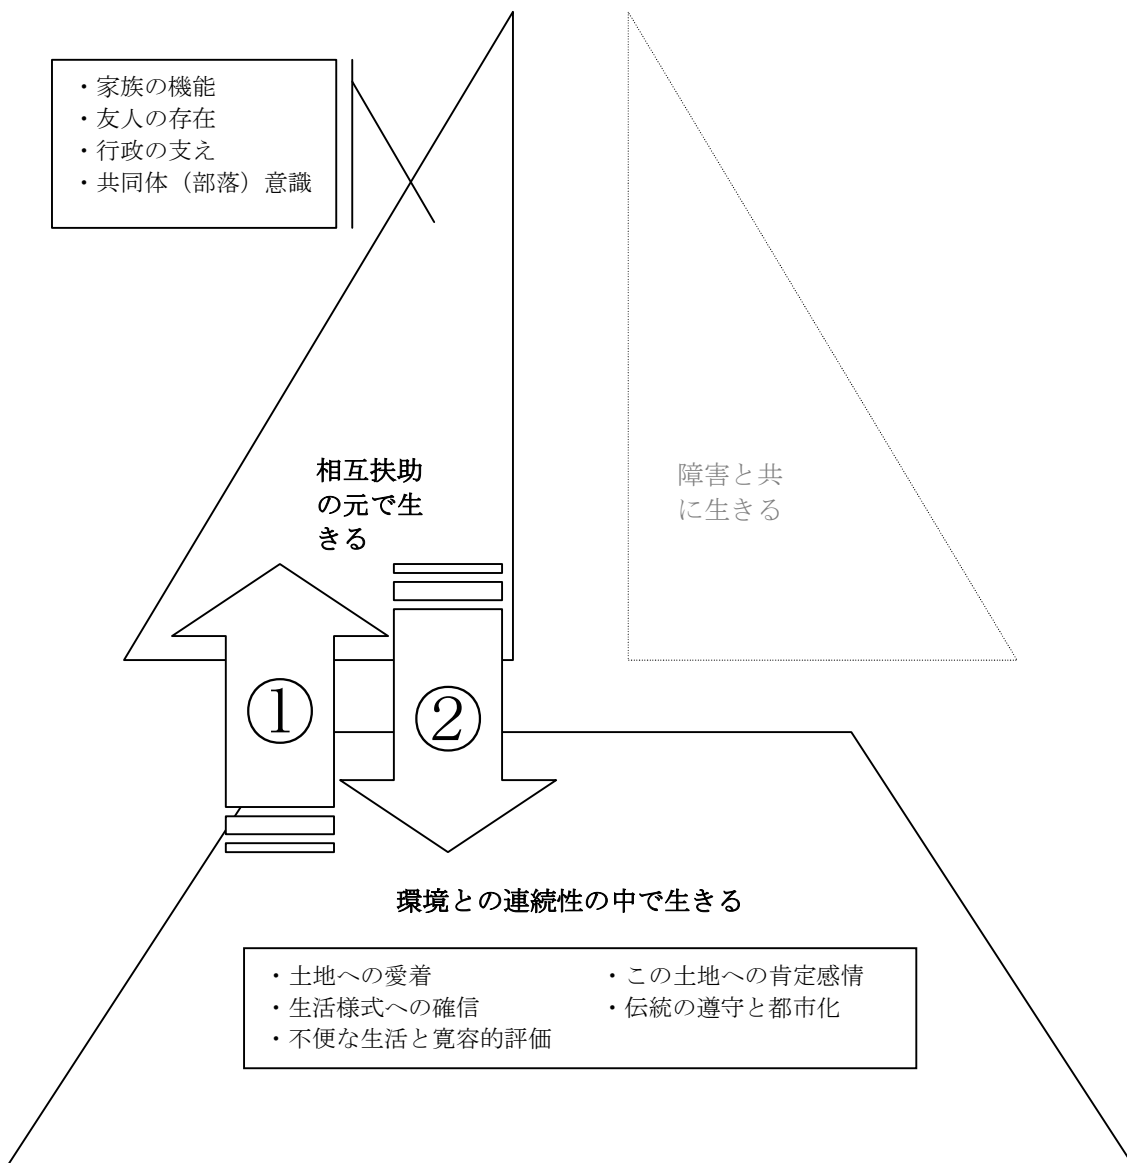 ・家族の機能
・友人の存在
・行政の支え
・共同体（部落）意識
相互扶助
の元で生
きる
障害と共
に生きる
①
②
環境との連続性の中で生きる
・土地への愛着
・生活様式への確信
・不便な生活と寛容的評価
・この土地への肯定感情
・伝統の遵守と都市化